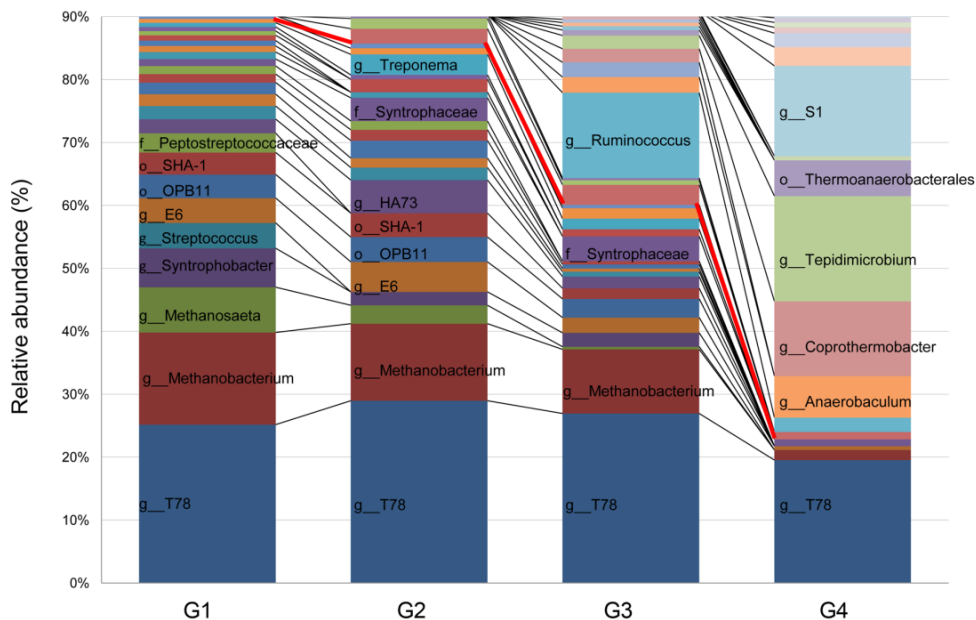 Relative abundance (%)
90%
80%
70%
60%
50%
40%
30%
20%
10%
0%
f__Peptostreptococcaceae
o__SHA-1
o__OPB11
g__E6
g__Streptococcus
g__Syntrophobacter
g__Methanosaeta
g__Methanobacterium
g__T78
g__Treponema
f__Syntrophaceae
g__HA73
o__SHA-1
o__OPB11
g__E6
g__Methanobacterium
g__T78
g__Ruminococcus
f__Syntrophaceae
g__Methanobacterium
g__T78
g__S1
o__Thermoanaerobacterales
g__Tepidimicrobium
g__Coprothermobacter
g__Anaerobaculum
g__T78
G1 G2 G3 G4